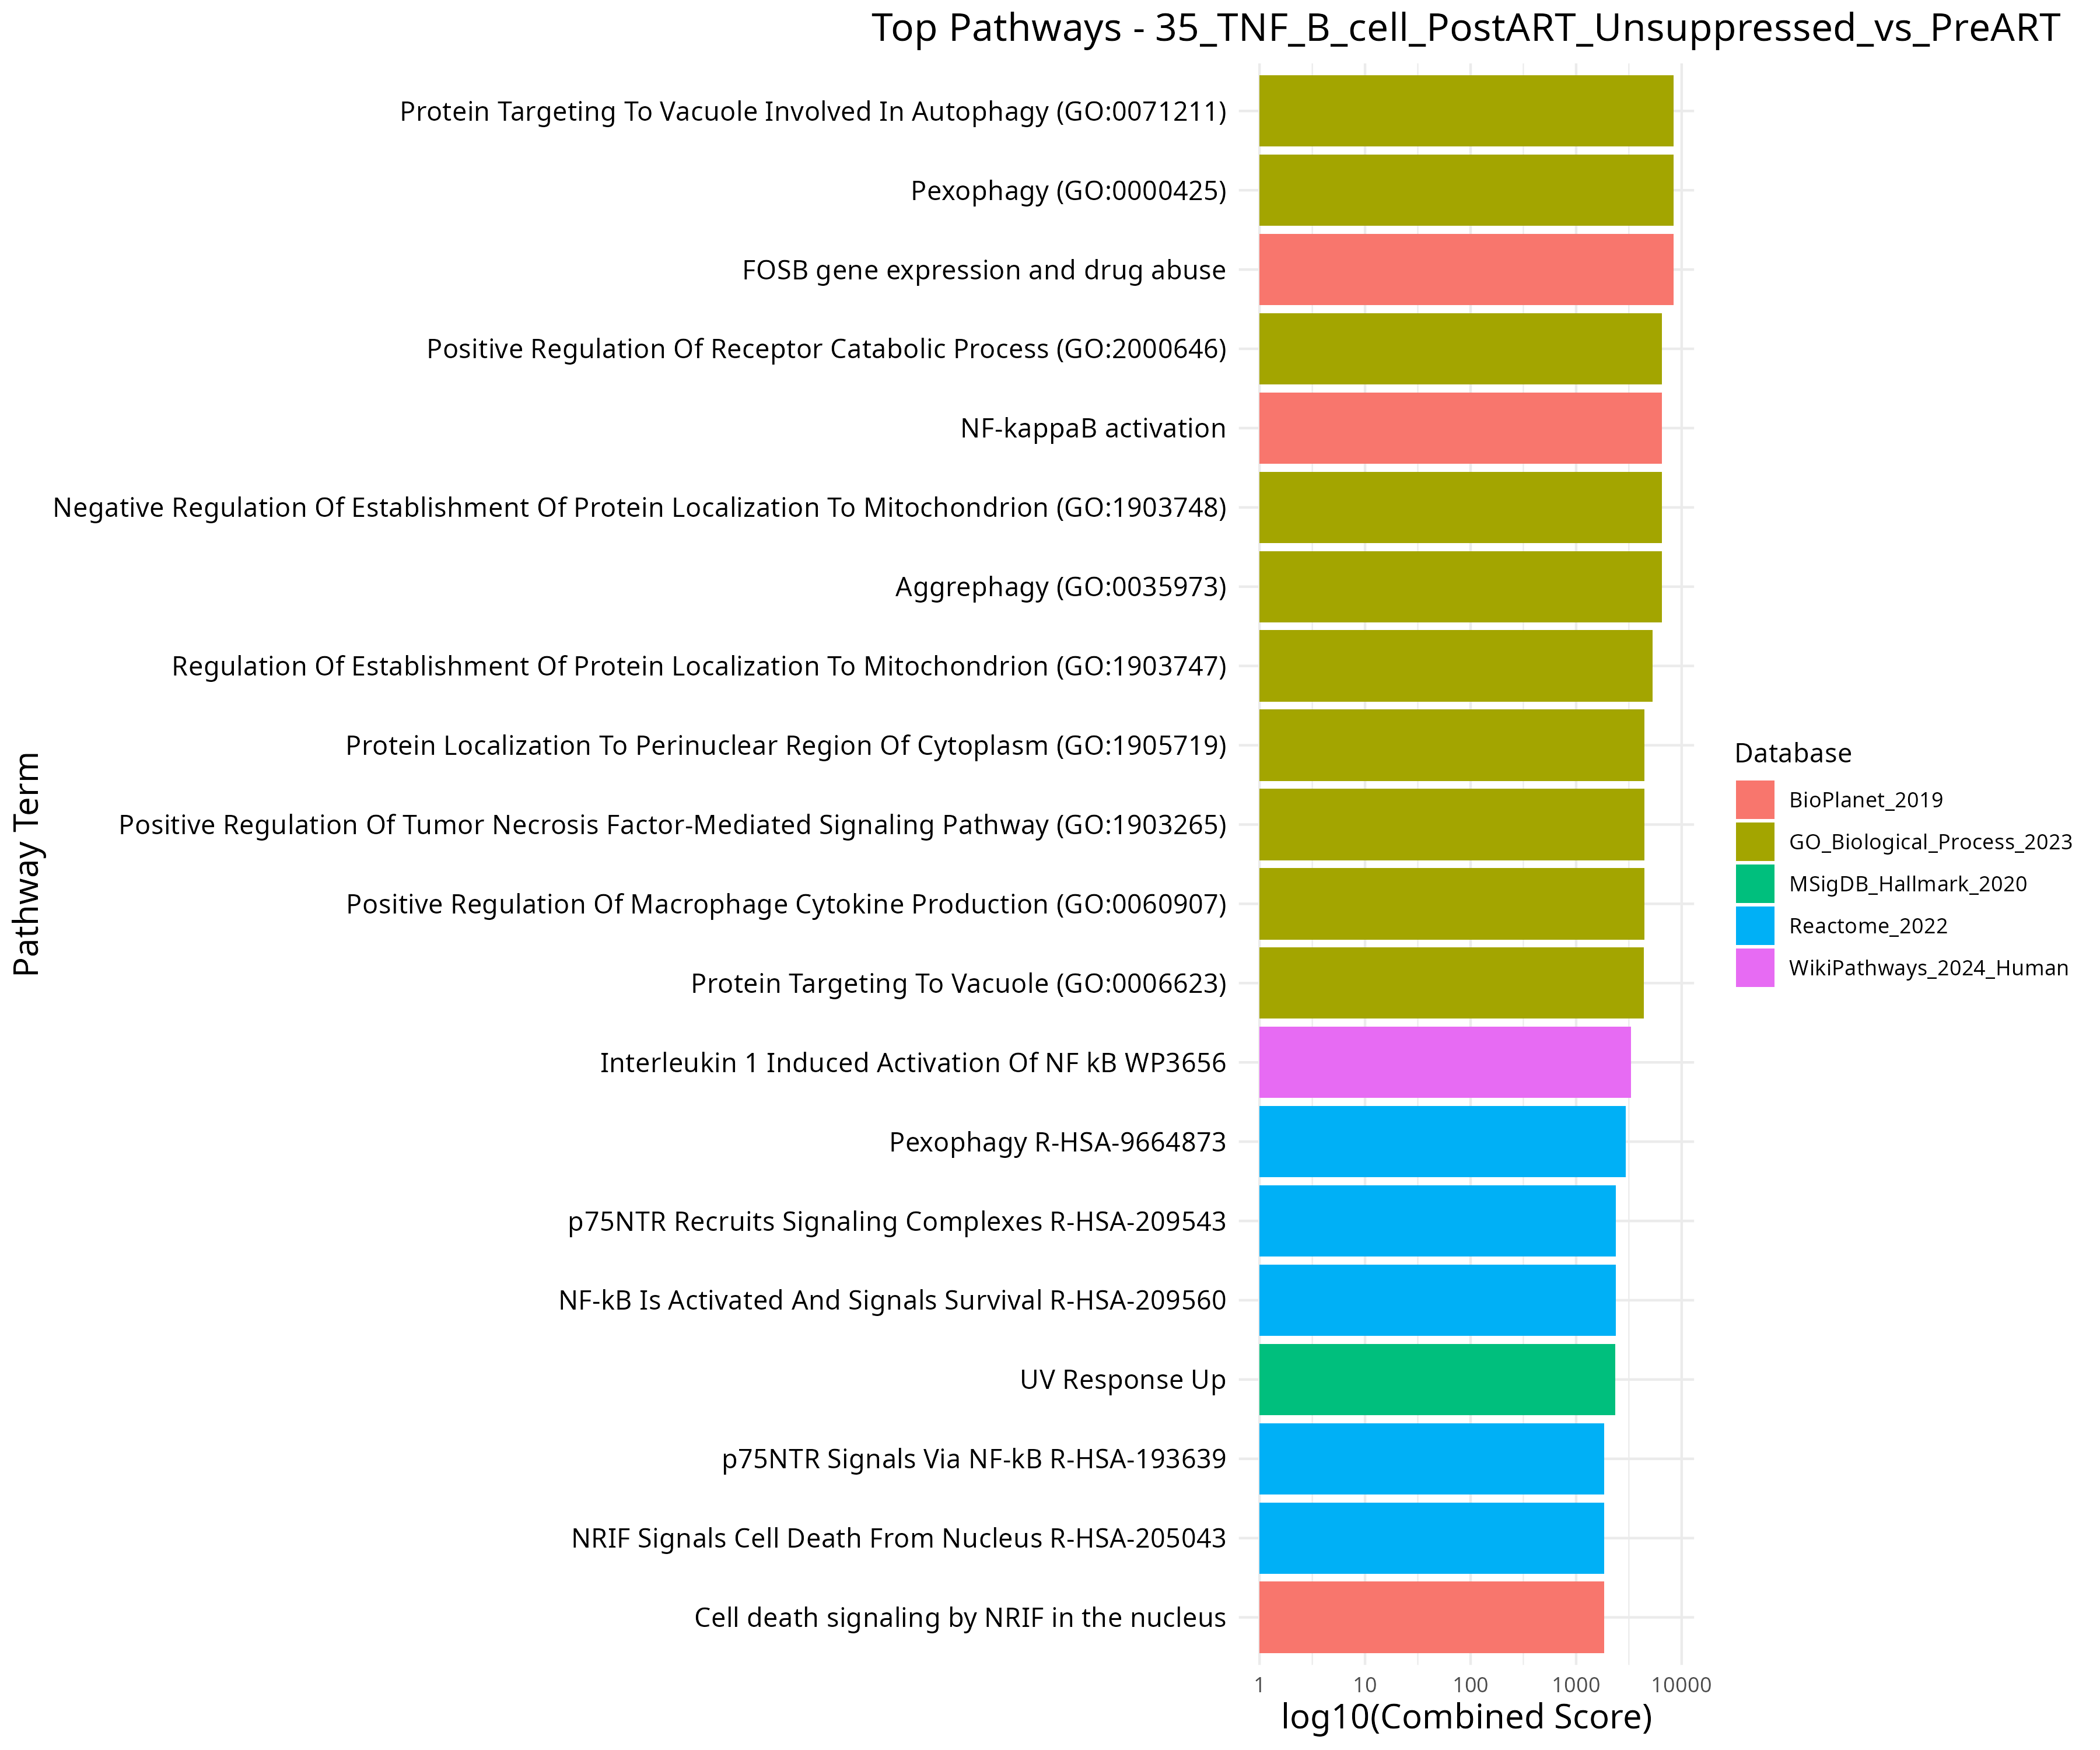 Top Pathways - 35_TNF_B_cell_PostART_Unsuppressed_vs_PreART
Pathway Term
Protein Targeting To Vacuole Involved In Autophagy (GO:0071211)
Pexophagy (GO:0000425)
FOSB gene expression and drug abuse
Positive Regulation Of Receptor Catabolic Process (GO:2000646)
NF-kappaB activation
Negative Regulation Of Establishment Of Protein Localization To Mitochondrion (GO:1903748)
Aggrephagy (GO:0035973)
Regulation Of Establishment Of Protein Localization To Mitochondrion (GO:1903747)
Protein Localization To Perinuclear Region Of Cytoplasm (GO:1905719)
Positive Regulation Of Tumor Necrosis Factor-Mediated Signaling Pathway (GO:1903265)
Positive Regulation Of Macrophage Cytokine Production (GO:0060907)
Protein Targeting To Vacuole (GO:0006623)
Interleukin 1 Induced Activation Of NF kB WP3656
Pexophagy R-HSA-9664873
p75NTR Recruits Signaling Complexes R-HSA-209543
NF-kB Is Activated And Signals Survival R-HSA-209560
UV Response Up
p75NTR Signals Via NF-kB R-HSA-193639
NRIF Signals Cell Death From Nucleus R-HSA-205043
Cell death signaling by NRIF in the nucleus
1 10 100 1000 10000
log10(Combined Score)
Database
BioPlanet_2019
GO_Biological_Process_2023
MSigDB_Hallmark_2020
Reactome_2022
WikiPathways_2024_Human